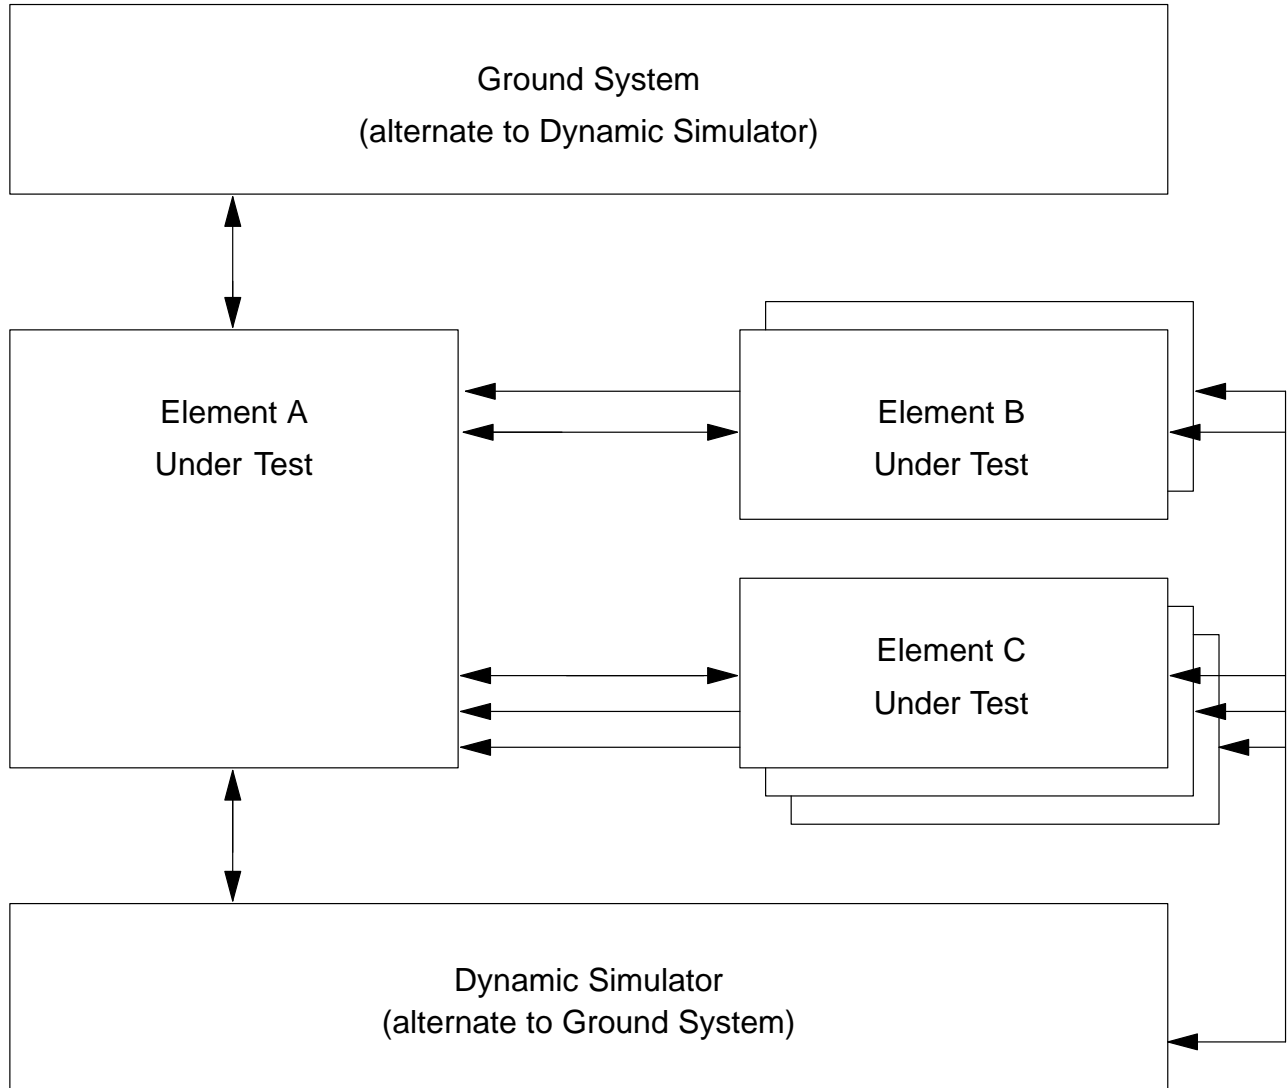 Ground System
(alternate to Dynamic Simulator)
Element A
Under Test
Element B
Under Test
Element C
Under Test
Dynamic Simulator
(alternate to Ground System)